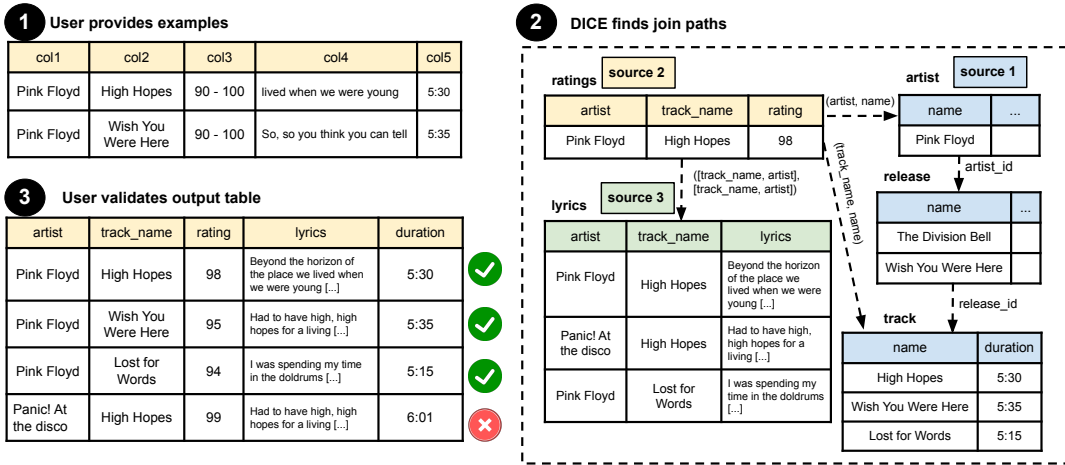 1 User provides examples
col1 col2 col3 col4 col5
Pink Floyd High Hopes 90 - 100 lived when we were young 5:30
Pink Floyd Wish You Were Here 90 - 100 So, so you think you can tell 5:35
3 User validates output table
artist track_name rating lyrics duration
Pink Floyd High Hopes 98 Beyond the horizon of the place we lived when we were young [...] 5:30
Pink Floyd Wish You Were Here 95 Had to have high, high hopes for a living [...] 5:35
Pink Floyd Lost for Words 94 I was spending my time in the doldrums [...] 5:15
Panic! At the disco High Hopes 99 Had to have high, high hopes for a living [...] 6:01
2 DICE finds join paths
ratings source 2
artist track_name rating
Pink Floyd High Hopes 98
(artist, name)
(track_name, name)
([track_name, artist],
[track_name, artist])
lyrics source 3
artist track_name lyrics
Pink Floyd High Hopes Beyond the horizon of the place we lived when we were young [...]
Panic! At the disco High Hopes Had to have high, high hopes for a living [...]
Pink Floyd Lost for Words I was spending my time in the doldrums [...]
artist source 1
name ...
Pink Floyd
artist_id
release
name ...
The Division Bell
Wish You Were Here
release_id
track
name duration
High Hopes 5:30
Wish You Were Here 5:35
Lost for Words 5:15